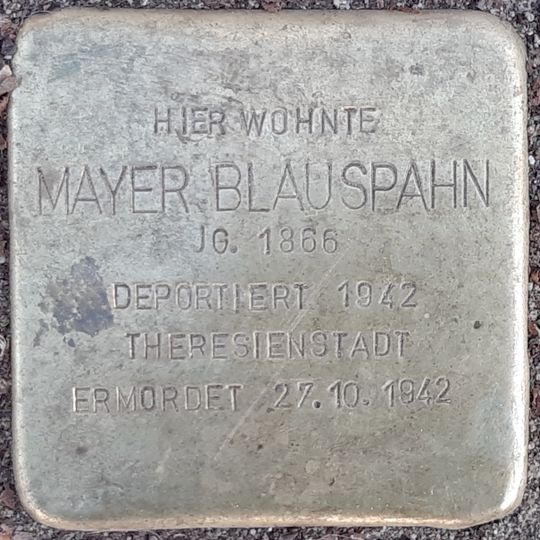 HIER WOHNTE
MAYER BLAUSPAHN
JG. 1866
DEPORTIERT 1942
THERESIENSTADT
ERMORDET 27.10.1942